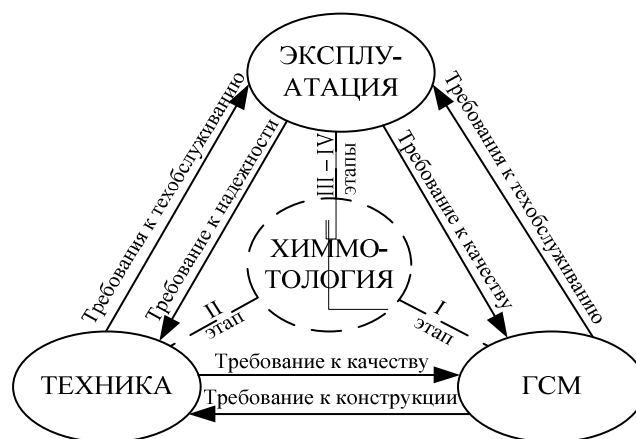 ЭКСПЛУ-
АТАЦИЯ
Требования к техобслуживанию
Требование к надежности
III – IV
этапы
Требование к качеству
Требования к техобслуживанию
ХИММО-
ТОЛОГИЯ
II
этап
I
этап
ТЕХНИКА
Требование к качеству
Требование к конструкции
ГСМ